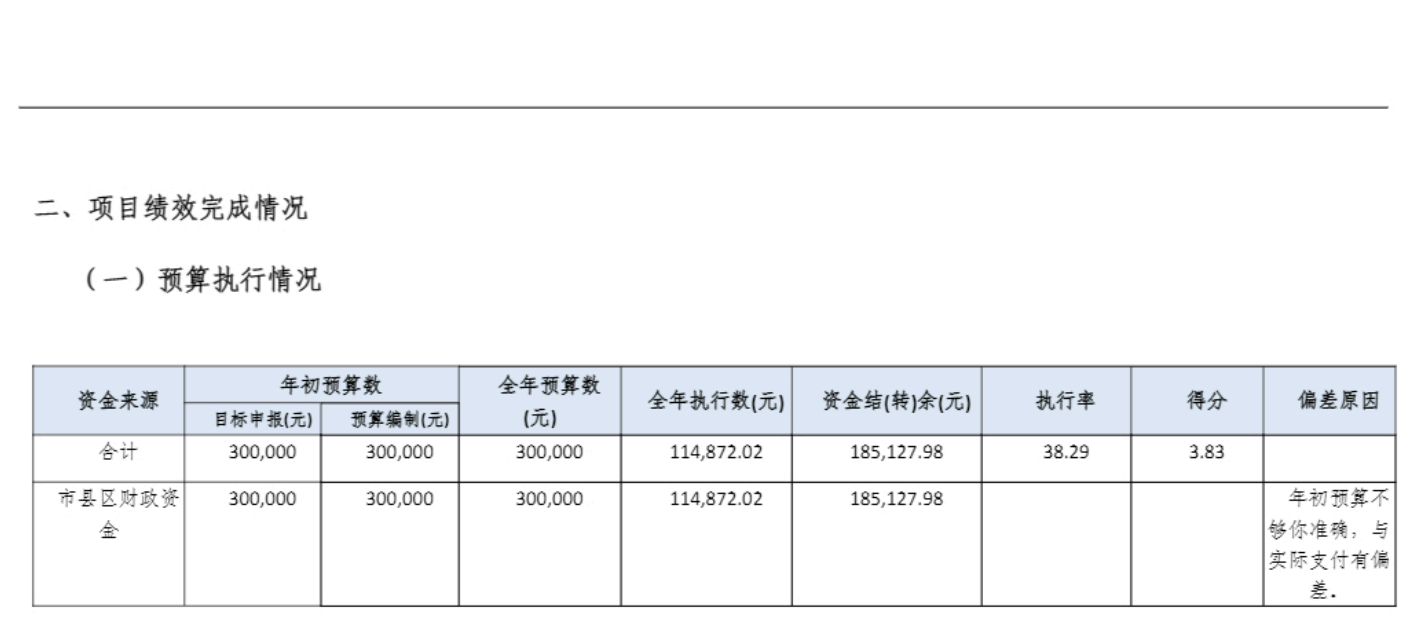 二、项目绩效完成情况
（一）预算执行情况
资金来源 年初预算数 全年预算数(元) 全年执行数(元) 资金结(转)余(元) 执行率 得分 偏差原因
目标申报(元) 预算编制(元)
合计 300,000 300,000 300,000 114,872.02 185,127.98 38.29 3.83
市县区财政资金 300,000 300,000 300,000 114,872.02 185,127.98
年初预算不
够你准确，与
实际支付有偏
差.